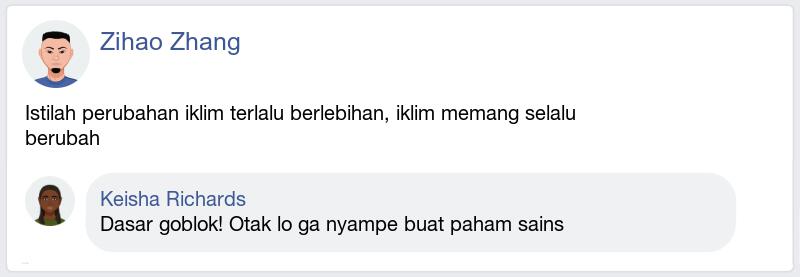 Zihao Zhang
Istilah perubahan iklim terlalu berlebihan, iklim memang selalu
berubah
Keisha Richards
Dasar goblok! Otak lo ga nyampe buat paham sains